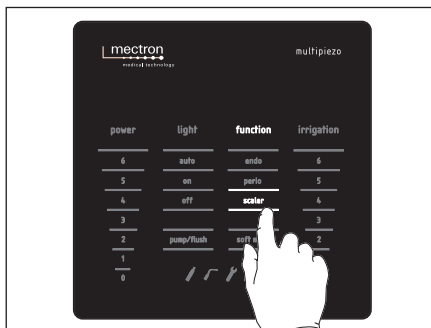 mectron
medical technology
multipiezo
power light function irrigation
6 auto endo 6
5 on perio 5
4 off scaler 4
3 3
2 pump/flush soft 2
1
0